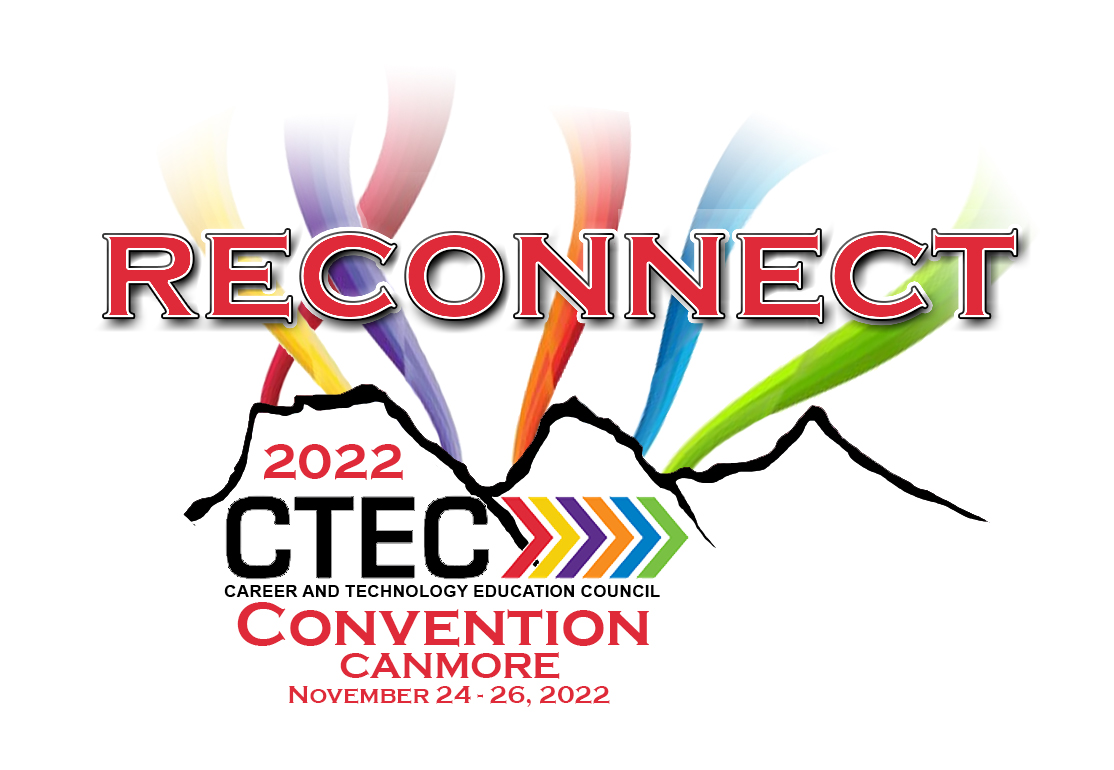 RECONNECT
2022
CTEC
CAREER AND TECHNOLOGY EDUCATION COUNCIL
CONVENTION
CANMORE
NOVEMBER 24 - 26, 2022